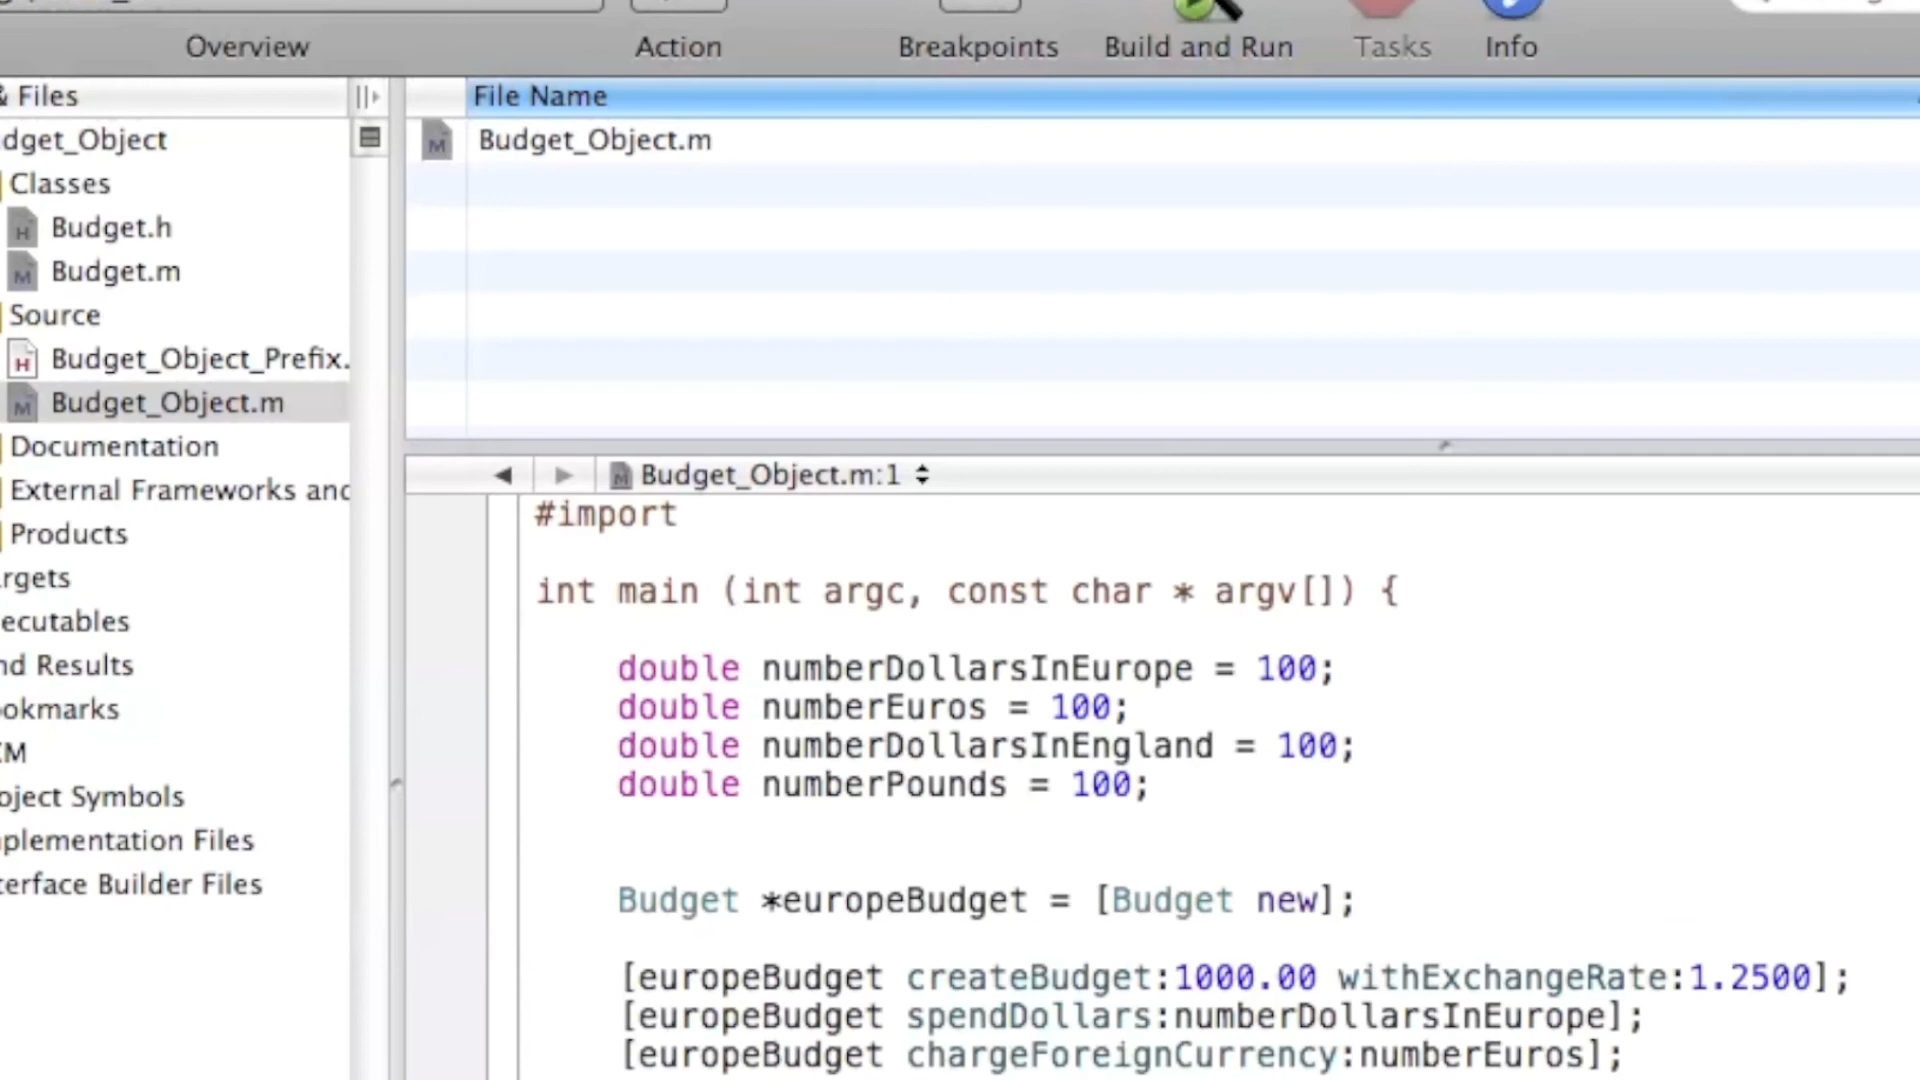 Overview Action Breakpoints Build and Run Tasks Info
& Files
File Name
dget_Object
Budget_Object.m
Classes
Budget.h
Budget.m
Source
Budget_Object_Prefix.
Budget_Object.m
Documentation
External Frameworks and
Products
rgets
ecutables
nd Results
okmarks
M
oject Symbols
plementation Files
terface Builder Files
Budget_Object.m:1
#import
int main (int argc, const char * argv[]) {
double numberDollarsInEurope = 100;
double numberEuros = 100;
double numberDollarsInEngland = 100;
double numberPounds = 100;
Budget *europeBudget = [Budget new];
[europeBudget createBudget:1000.00 withExchangeRate:1.2500];
[europeBudget spendDollars:numberDollarsInEurope];
[europeBudget chargeForeignCurrency:numberEuros];